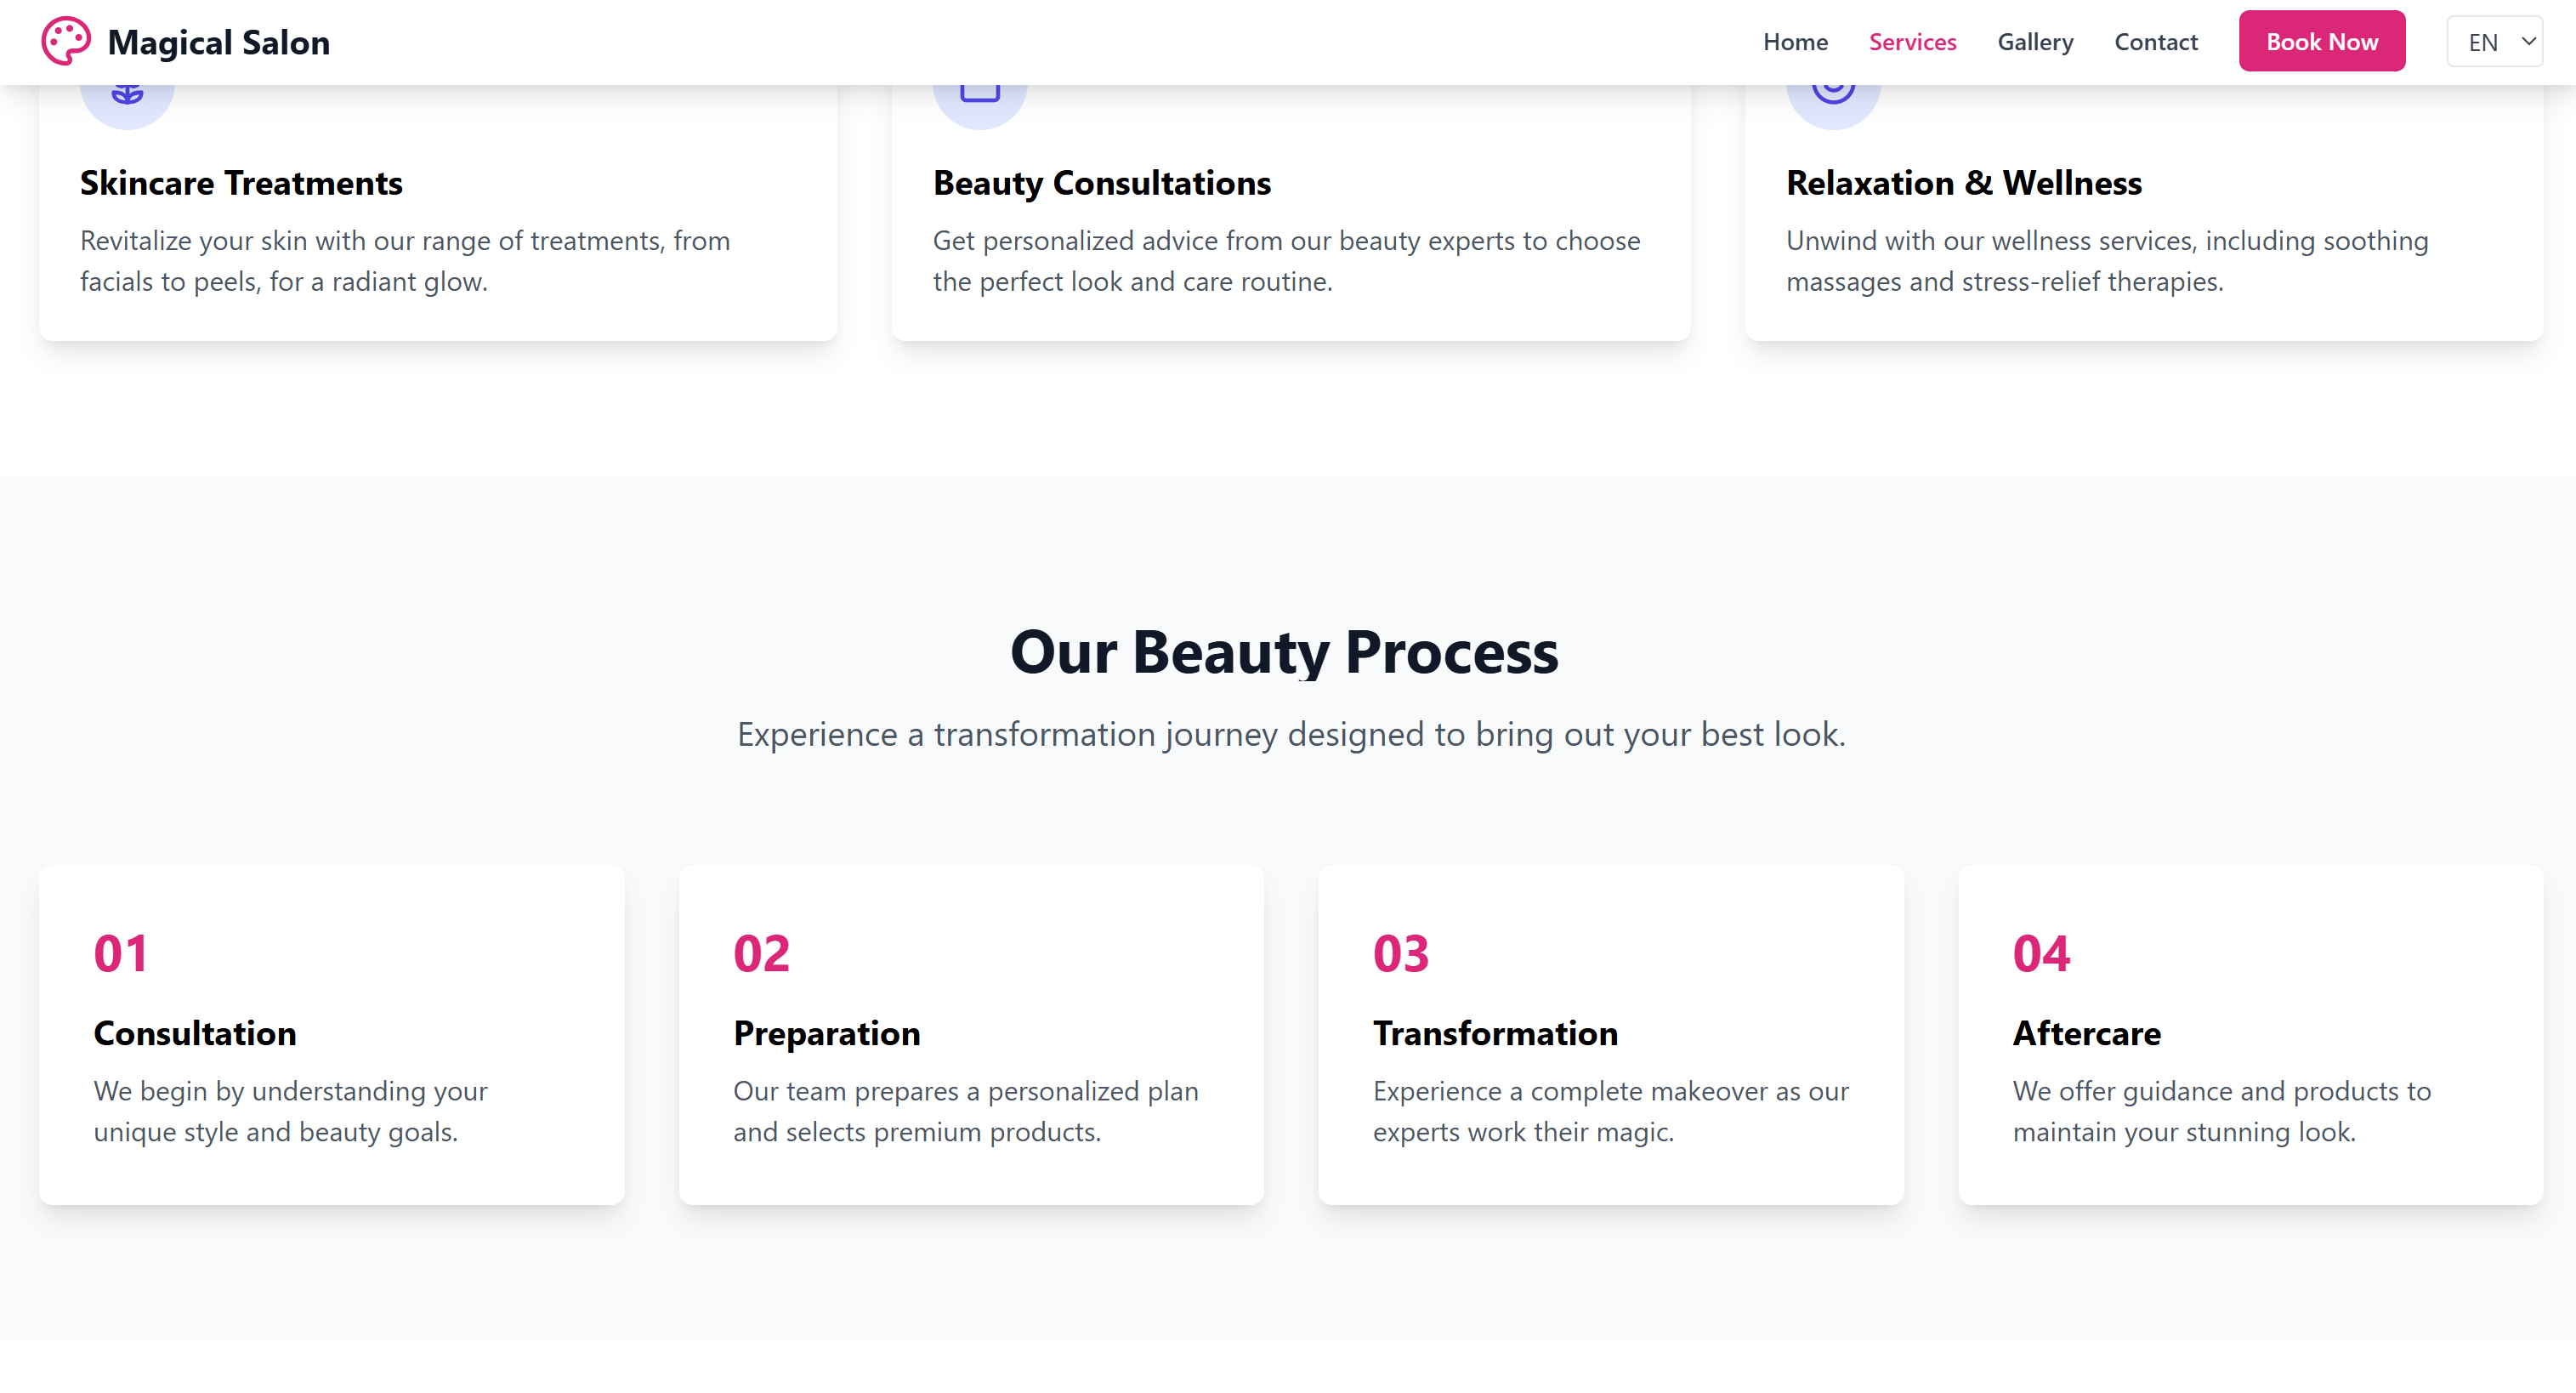 Magical Salon
Home
Services
Gallery
Contact
Book Now
EN
Skincare Treatments
Revitalize your skin with our range of treatments, from
facials to peels, for a radiant glow.
Beauty Consultations
Get personalized advice from our beauty experts to choose
the perfect look and care routine.
Relaxation & Wellness
Unwind with our wellness services, including soothing
massages and stress-relief therapies.
Our Beauty Process
Experience a transformation journey designed to bring out your best look.
01
Consultation
We begin by understanding your
unique style and beauty goals.
02
Preparation
Our team prepares a personalized plan
and selects premium products.
03
Transformation
Experience a complete makeover as our
experts work their magic.
04
Aftercare
We offer guidance and products to
maintain your stunning look.